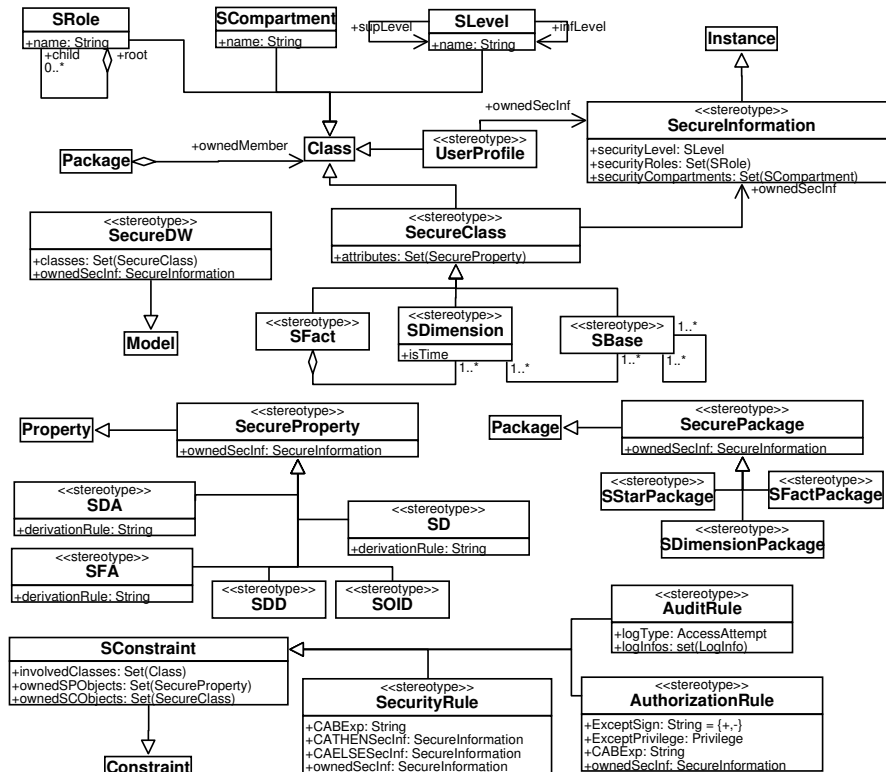 SRole
+name: String
+child
0..*
+root
SCompartment
+name: String
SLevel
+name: String
+supLevel
+infLevel
Instance
<<stereotype>>
SecureInformation
+securityLevel: SLevel
+securityRoles: Set(SRole)
+securityCompartments: Set(SCompartment)
+ownedSecInf
<<stereotype>>
UserProfile
Class
+ownedMember
Package
+ownedSecInf
<<stereotype>>
SecureDW
+classes: Set(SecureClass)
+ownedSecInf: SecureInformation
Model
<<stereotype>>
SecureClass
+attributes: Set(SecureProperty)
<<stereotype>>
SFact
<<stereotype>>
SDimension
+isTime
1..*
1..*
<<stereotype>>
SBase
1..*
1..*
1..*
Property
<<stereotype>>
SecureProperty
+ownedSecInf: SecureInformation
Package
<<stereotype>>
SecurePackage
+ownedSecInf: SecureInformation
<<stereotype>>
SStarPackage
<<stereotype>>
SFactPackage
<<stereotype>>
SDimensionPackage
<<stereotype>>
SDA
+derivationRule: String
<<stereotype>>
SD
+derivationRule: String
<<stereotype>>
SFA
+derivationRule: String
<<stereotype>>
SDD
<<stereotype>>
SOID
SConstraint
+involvedClasses: Set(Class)
+ownedSPObjects: Set(SecureProperty)
+ownedSCObjects: Set(SecureClass)
Constraint
<<stereotype>>
SecurityRule
+CABExp: String
+CATHENSecInf: SecureInformation
+CAELSESecInf: SecureInformation
+ownedSecInf: SecureInformation
<<stereotype>>
AuditRule
+logType: AccessAttempt
+logInfos: set(LogInfo)
<<stereotype>>
AuthorizationRule
+ExceptSign: String = {+,-}
+ExceptPrivilege: Privilege
+CABExp: String
+ownedSecInf: SecureInformation